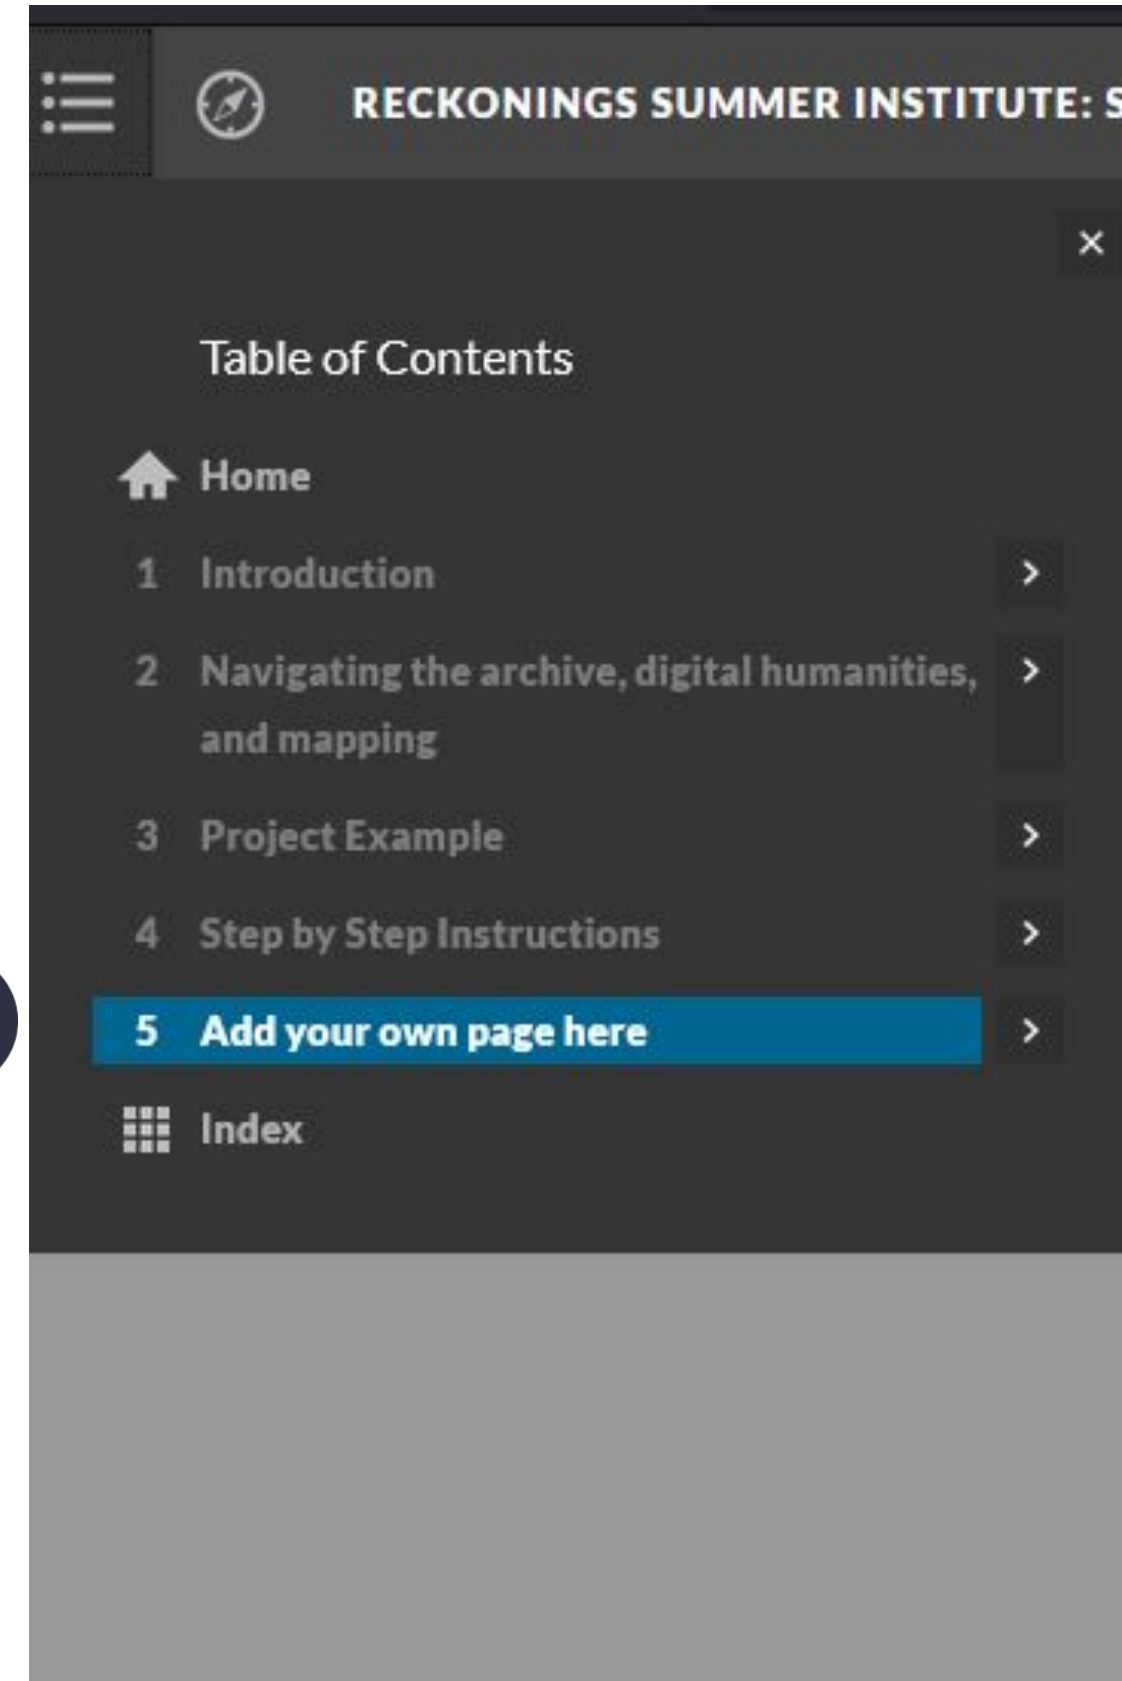 RECKONINGS SUMMER INSTITUTE: S
Table of Contents
Home
1 Introduction
2 Navigating the archive, digital humanities,
and mapping
3 Project Example
4 Step by Step Instructions
5 Add your own page here
Index